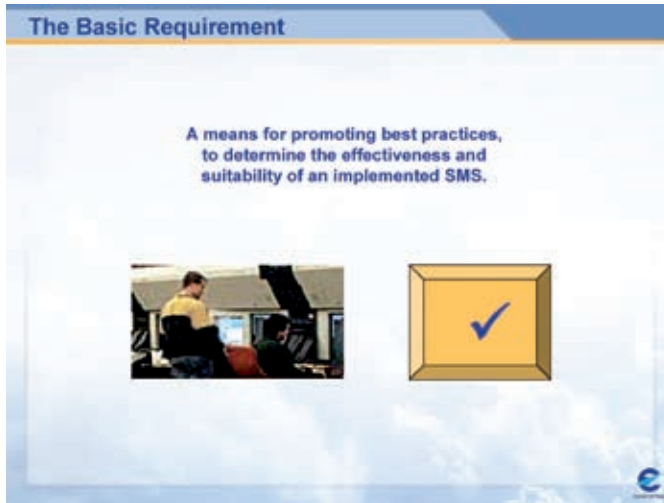 The Basic Requirement
A means for promoting best practices,
to determine the effectiveness and
suitability of an implemented SMS.